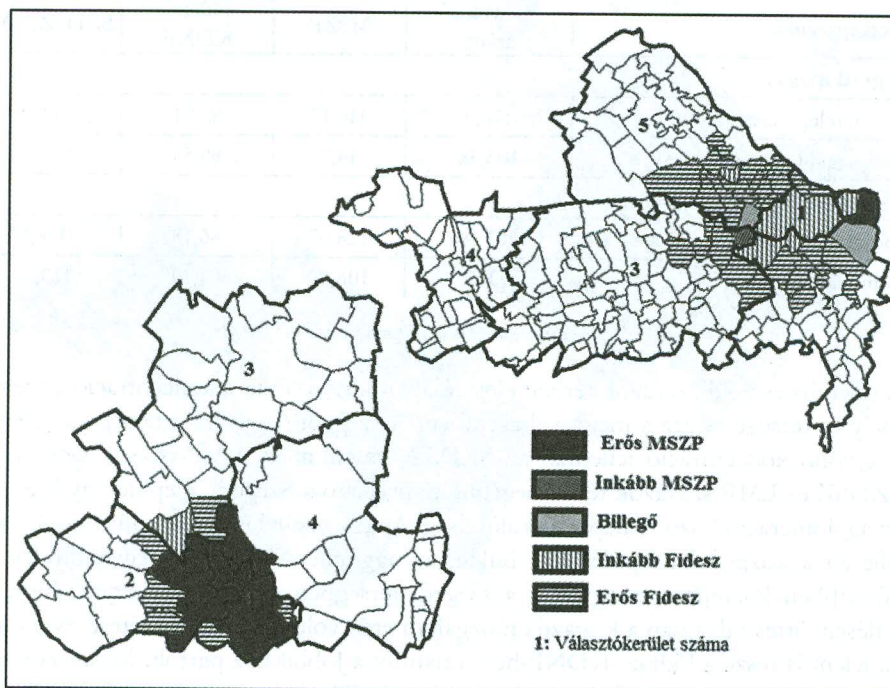 5
1
4
3
2
3
4
2
Erős MSZP
Inkább MSZP
Billegő
Inkább Fidesz
Erős Fidesz
1: Választókerület száma